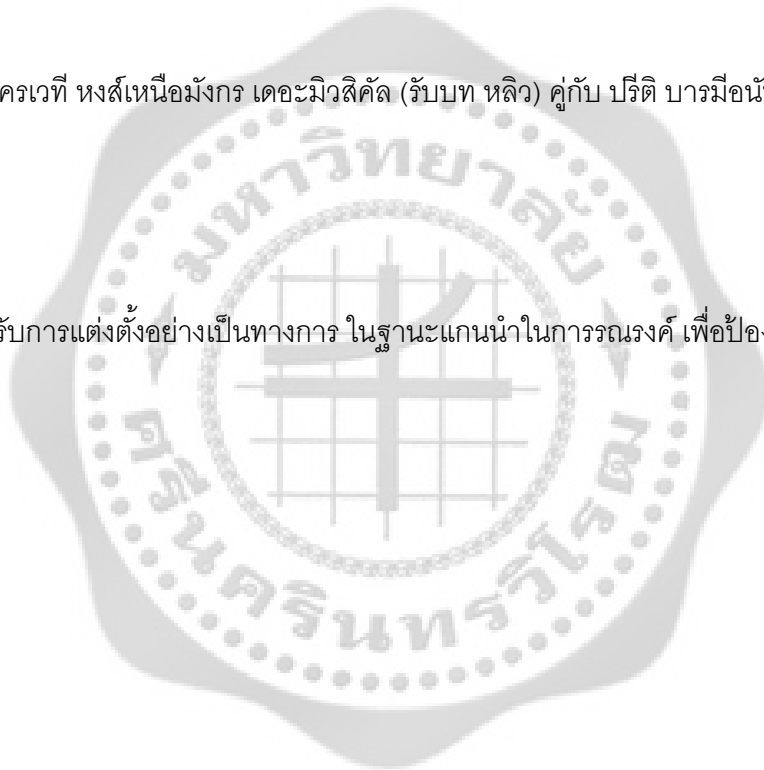 ครเวที หงส์เหนือมังกร เดอะมิวสิคัล (รับบท หลิว) คู่กับ ปรีติ บารมีอนั
มหาวิทยาลัย
รับการแต่งตั้งอย่างเป็นทางการ ในฐานะแกนนำในการรณรงค์ เพื่อป้อง
ศรีนครินทรวิโรฒ